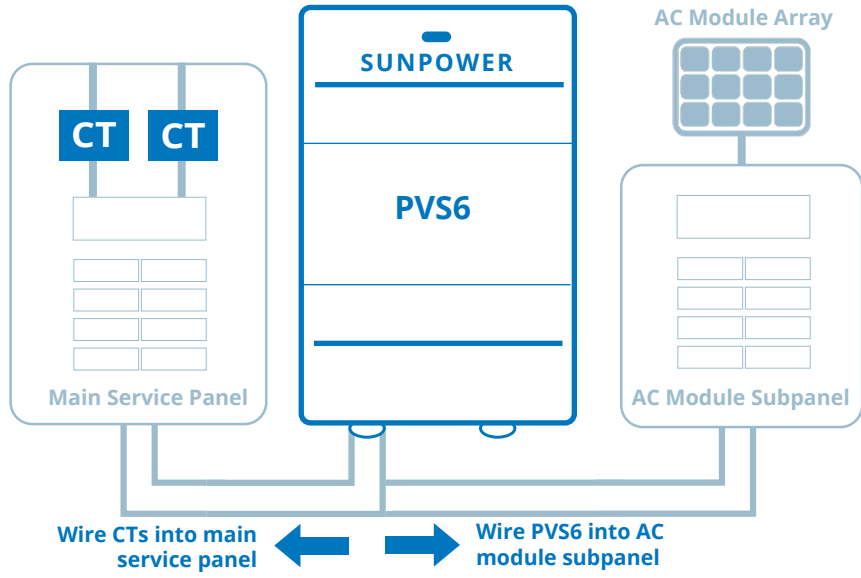 AC Module Array
SUNPOWER
CT
CT
PVS6
Main Service Panel
AC Module Subpanel
Wire CTs into main
service panel
Wire PVS6 into AC
module subpanel